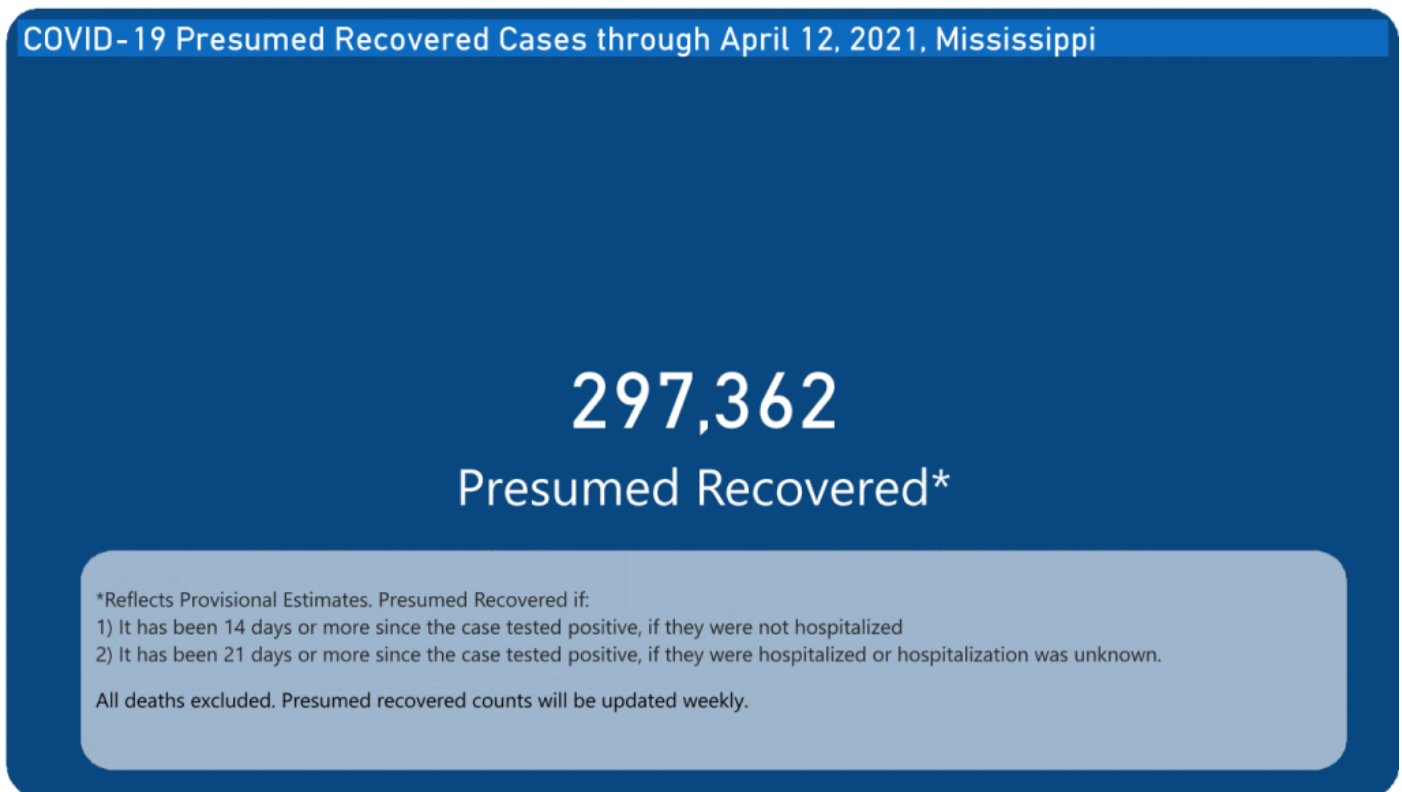 COVID-19 Presumed Recovered Cases through April 12, 2021, Mississippi
297,362
Presumed Recovered*
*Reflects Provisional Estimates. Presumed Recovered if:
1) It has been 14 days or more since the case tested positive, if they were not hospitalized
2) It has been 21 days or more since the case tested positive, if they were hospitalized or hospitalization was unknown.
All deaths excluded. Presumed recovered counts will be updated weekly.